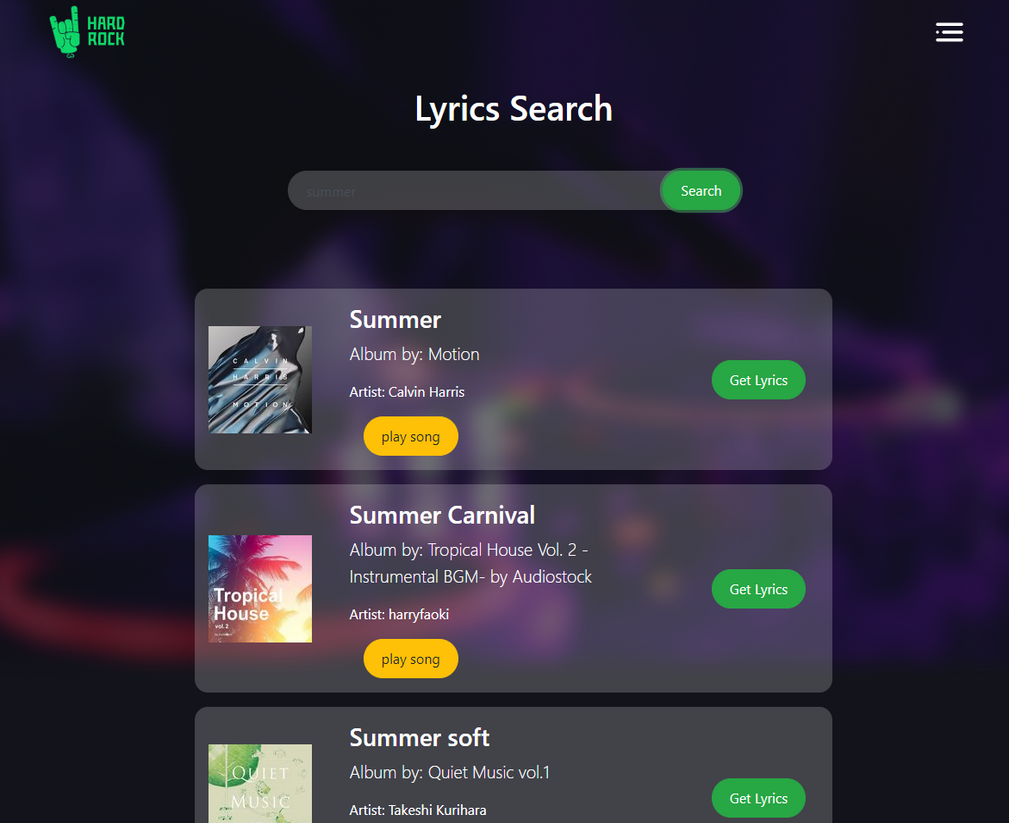 HARD
ROCK
Lyrics Search
summer
Search
Summer
Album by: Motion
Artist: Calvin Harris
play song
Get Lyrics
CALVIN
HARRIS
MOTION
Summer Carnival
Album by: Tropical House Vol. 2 -
Instrumental BGM- by Audiostock
Artist: harryfaoki
play song
Get Lyrics
Tropical
House
vol. 2
Summer soft
Album by: Quiet Music vol.1
Artist: Takeshi Kurihara
Get Lyrics
QUIET
MUSIC